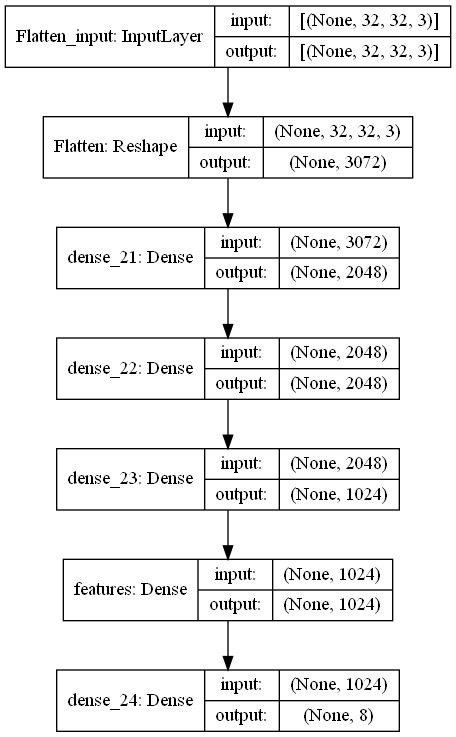 Flatten_input: InputLayer
input: [(None, 32, 32, 3)]
output: [(None, 32, 32, 3)]
Flatten: Reshape
input: (None, 32, 32, 3)
output: (None, 3072)
dense_21: Dense
input: (None, 3072)
output: (None, 2048)
dense_22: Dense
input: (None, 2048)
output: (None, 2048)
dense_23: Dense
input: (None, 2048)
output: (None, 1024)
features: Dense
input: (None, 1024)
output: (None, 1024)
dense_24: Dense
input: (None, 1024)
output: (None, 8)